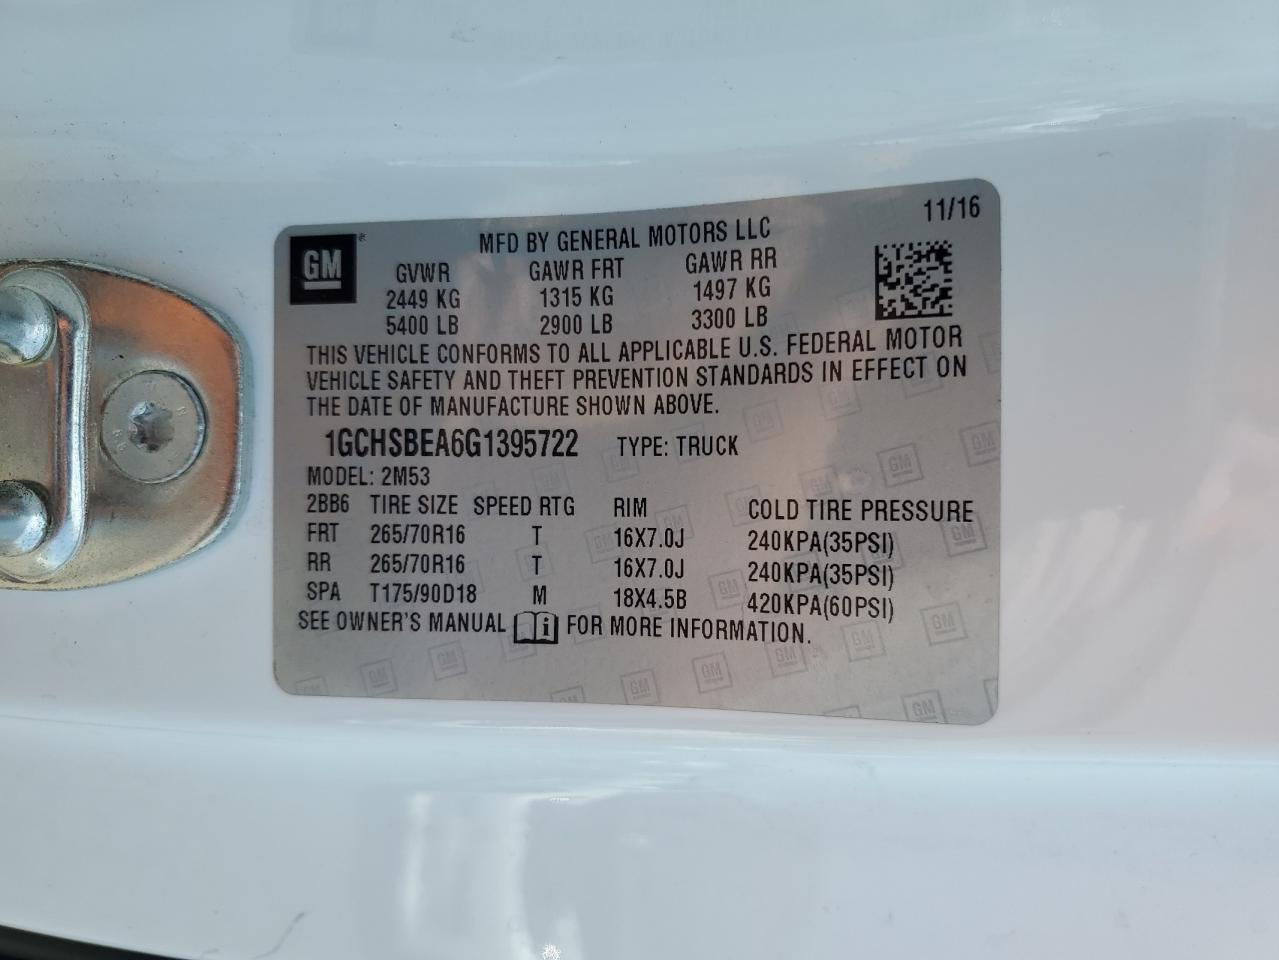 11/16
GM MFD BY GENERAL MOTORS LLC
GVWR GAWR FRT GAWR RR
2449 KG 1315 KG 1497 KG
5400 LB 2900 LB 3300 LB
THIS VEHICLE CONFORMS TO ALL APPLICABLE U.S. FEDERAL MOTOR
VEHICLE SAFETY AND THEFT PREVENTION STANDARDS IN EFFECT ON
THE DATE OF MANUFACTURE SHOWN ABOVE.
1GCHSBEA6G1395722 TYPE: TRUCK
MODEL: 2M53
2BB6 TIRE SIZE SPEED RTG RIM COLD TIRE PRESSURE
FRT 265/70R16 T 16X7.0J 240KPA(35PSI)
RR 265/70R16 T 16X7.0J 240KPA(35PSI)
SPA T175/90D18 M 18X4.5B 420KPA(60PSI)
SEE OWNER'S MANUAL i FOR MORE INFORMATION.